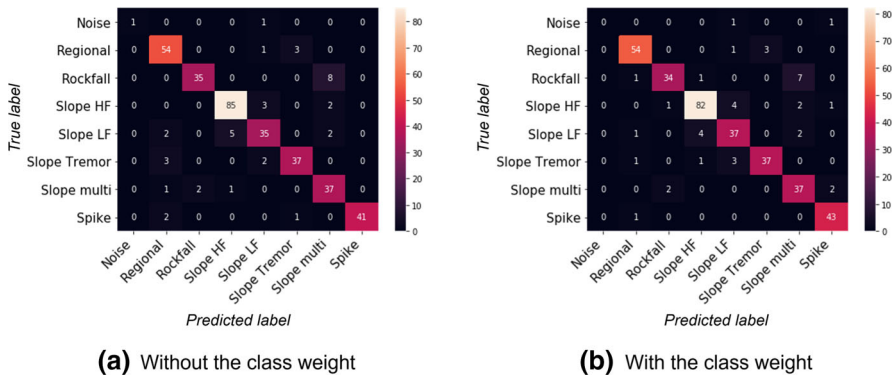 Noise 1 0 0 0 1 0 0 0
Regional 0 54 0 0 1 3 0 0
Rockfall 0 0 35 0 0 0 8 0
Slope HF 0 0 0 85 3 0 2 0
Slope LF 0 2 0 5 35 0 2 0
Slope Tremor 0 3 0 0 2 37 0 0
Slope multi 0 1 2 1 0 0 37 0
Spike 0 2 0 0 0 1 0 41
Noise Regional Rockfall Slope HF Slope LF Slope Tremor Slope multi Spike
True label
Predicted label
80
70
60
50
40
30
20
10
0
(a) Without the class weight
Noise 0 0 0 0 1 0 0 1
Regional 0 54 0 0 1 3 0 0
Rockfall 0 1 34 1 0 0 7 0
Slope HF 0 0 1 82 4 0 2 1
Slope LF 0 1 0 4 37 0 2 0
Slope Tremor 0 1 0 1 3 37 0 0
Slope multi 0 0 2 0 0 0 37 2
Spike 0 1 0 0 0 0 0 43
Noise Regional Rockfall Slope HF Slope LF Slope Tremor Slope multi Spike
True label
Predicted label
80
70
60
50
40
30
20
10
0
(b) With the class weight